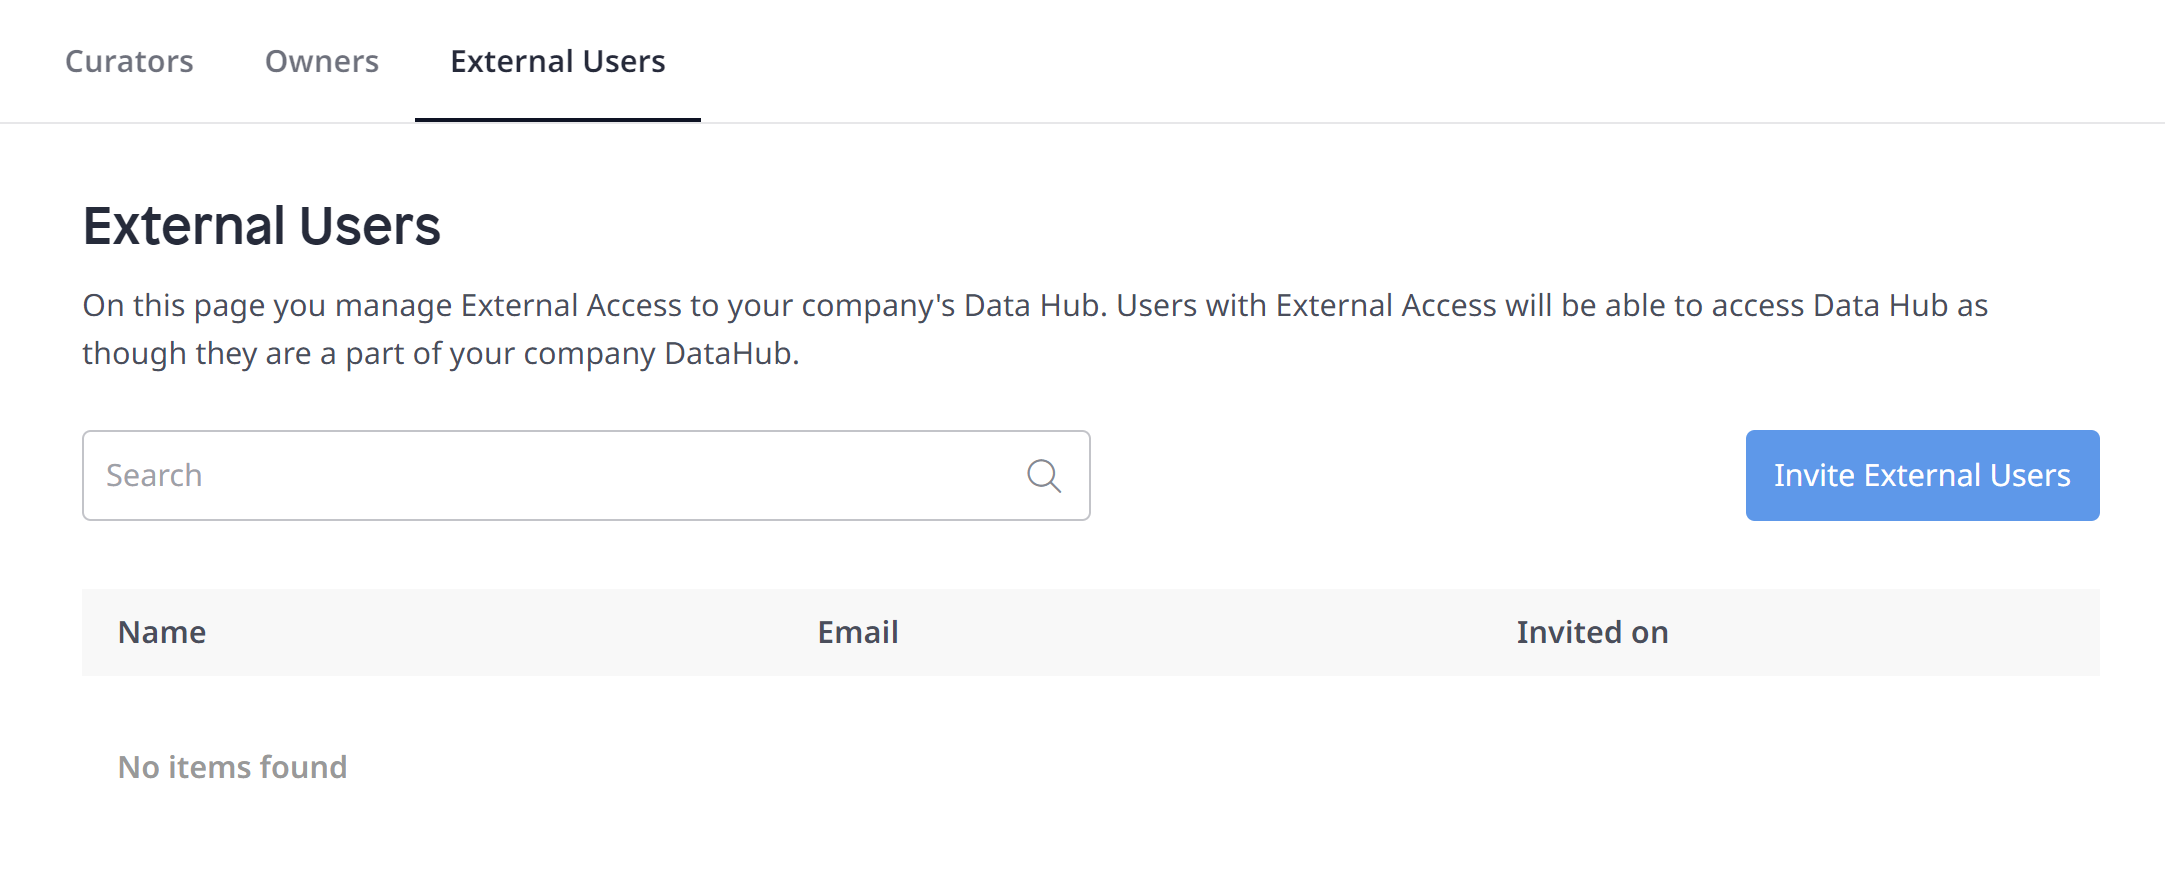 Curators Owners External Users
External Users
On this page you manage External Access to your company's Data Hub. Users with External Access will be able to access Data Hub as
though they are a part of your company DataHub.
Search Invite External Users
Name Email Invited on
No items found